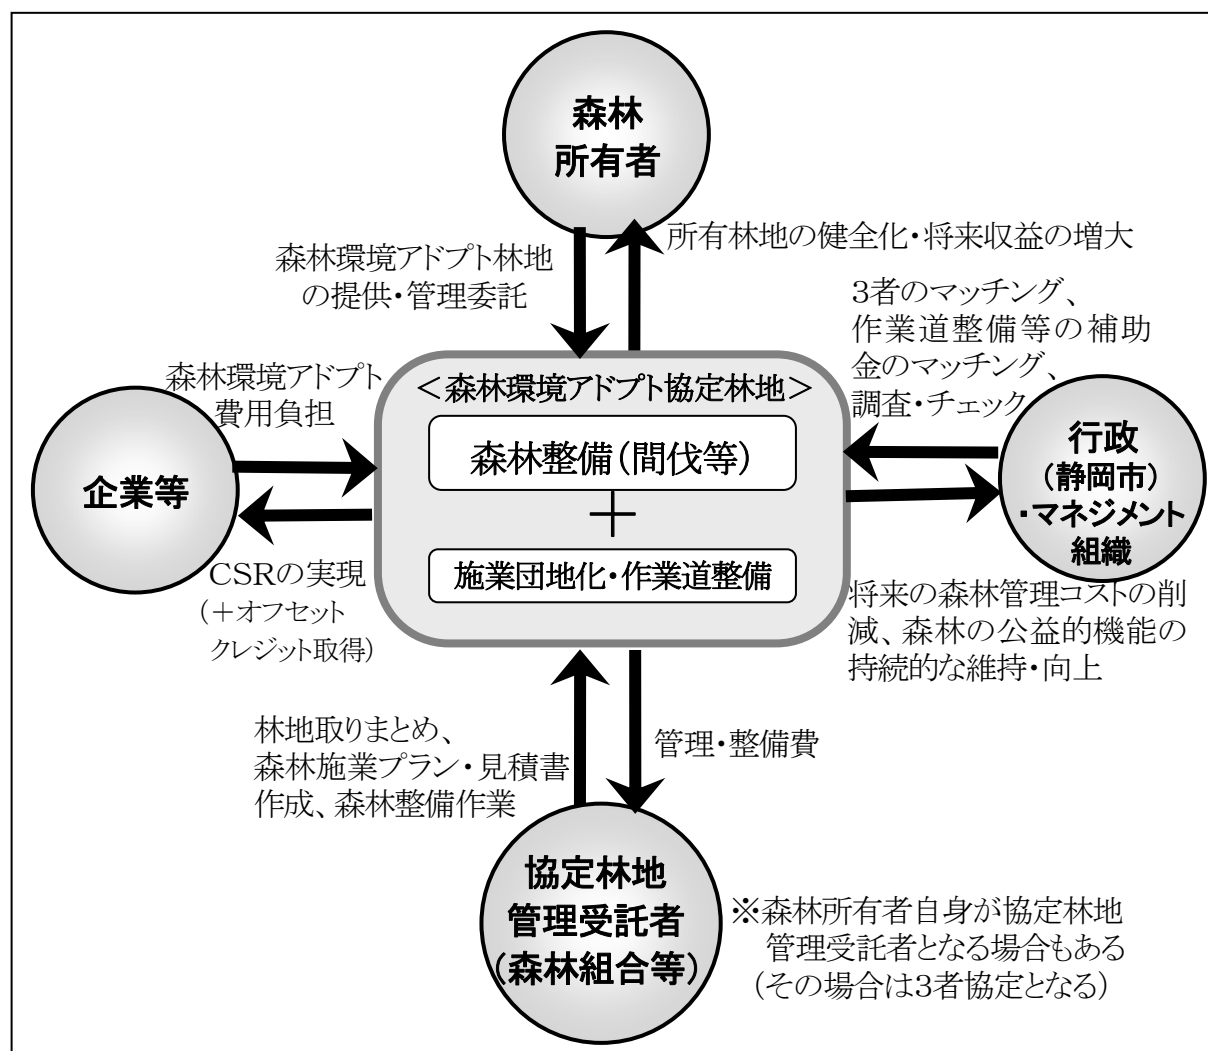 森林
所有者
森林環境アドプト林地
の提供・管理委託
所有林地の健全化・将来収益の増大
3者のマッチング、
作業道整備等の補助
金のマッチング、
調査・チェック
森林環境アドプト
費用負担
＜森林環境アドプト協定林地＞
森林整備(間伐等)
＋
施業団地化・作業道整備
企業等
行政
(静岡市)
・マネジメント
組織
CSRの実現
(＋オフセット
クレジット取得)
将来の森林管理コストの削
減、森林の公益的機能の
持続的な維持・向上
林地取りまとめ、
森林施業プラン・見積書
作成、森林整備作業
管理・整備費
協定林地
管理受託者
(森林組合等)
※森林所有者自身が協定林地
管理受託者となる場合もある
(その場合は3者協定となる)